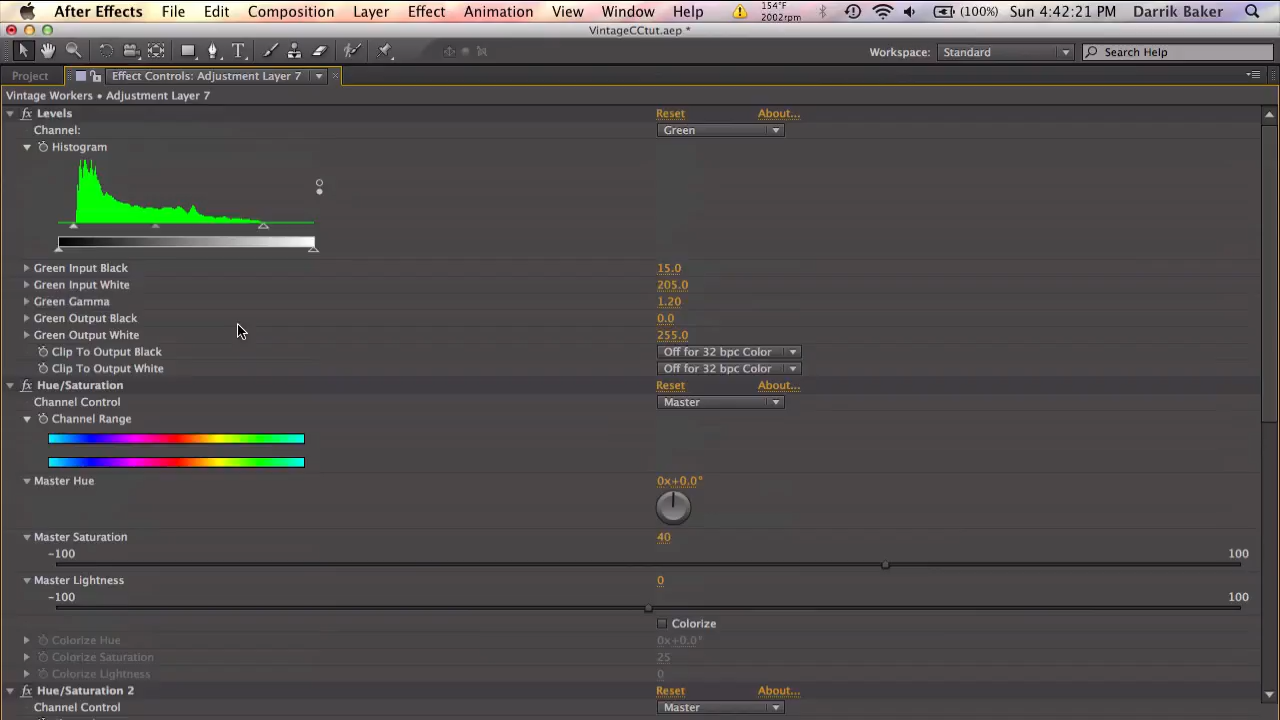 After Effects File Edit Composition Layer Effect Animation View Window Help 154°F 2002rpm (100%) Sun 4:42:21 PM Darrik Baker
VintageCCtut.aep *
T Workspace: Standard Search Help
Project Effect Controls: Adjustment Layer 7
Vintage Workers • Adjustment Layer 7
fx Levels Reset About...
Channel: Green
Histogram
Green Input Black 15.0
Green Input White 205.0
Green Gamma 1.20
Green Output Black 0.0
Green Output White 255.0
Clip To Output Black Off for 32 bpc Color
Clip To Output White Off for 32 bpc Color
fx Hue/Saturation Reset About...
Channel Control Master
Channel Range
Master Hue 0x+0.0°
Master Saturation 40
-100 100
Master Lightness 0
-100 100
Colorize
Colorize Hue 0x+0.0°
Colorize Saturation 25
Colorize Lightness 0
fx Hue/Saturation 2 Reset About...
Channel Control Master